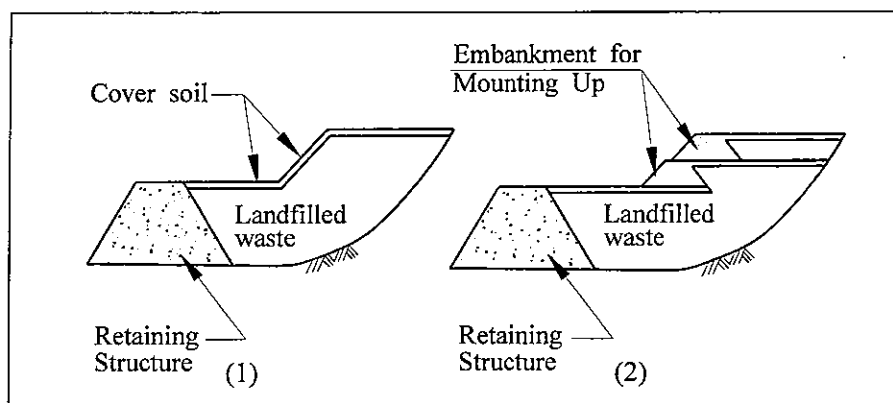 Cover soil
Landfilled
waste
Retaining
Structure
(1)
Embankment for
Mounting Up
Landfilled
waste
Retaining
Structure
(2)